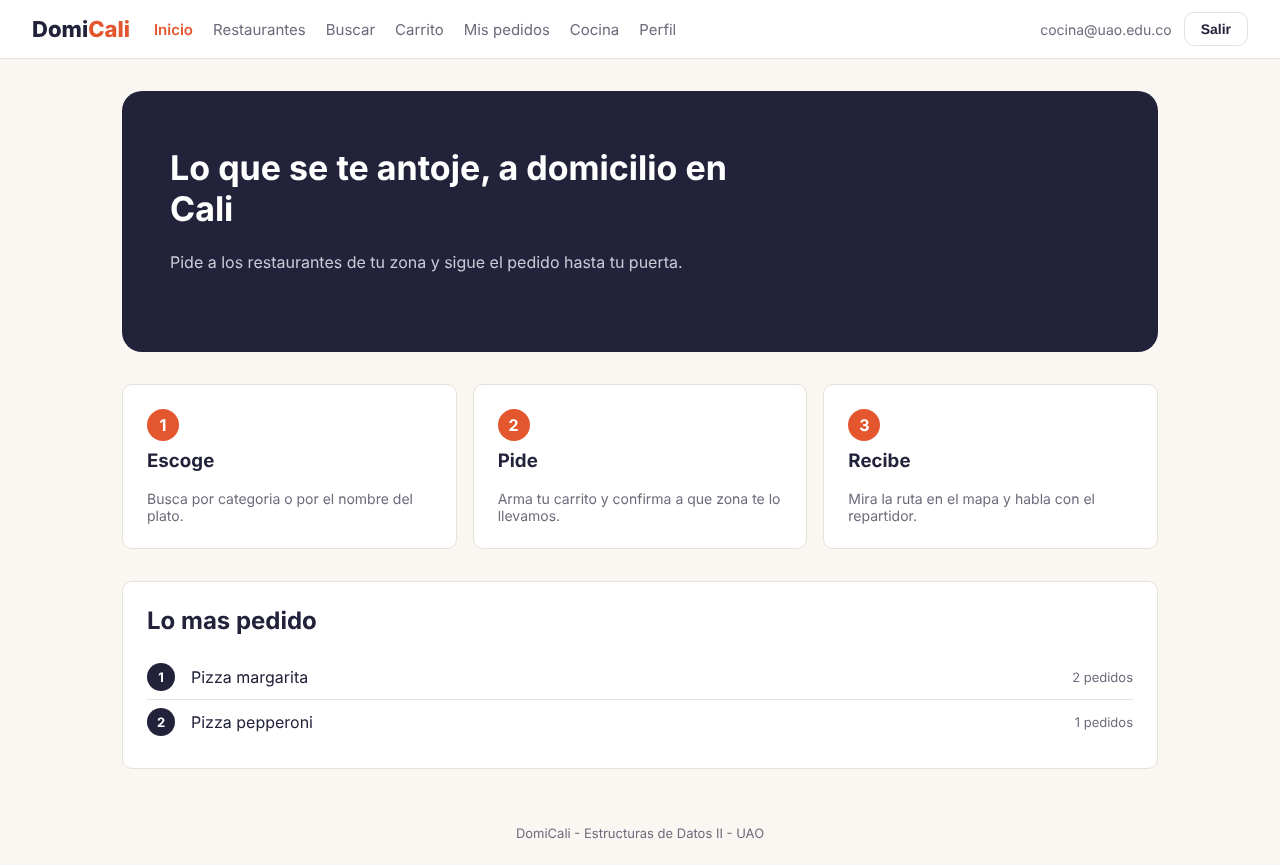 DomiCali Inicio Restaurantes Buscar Carrito Mis pedidos Cocina Perfil cocina@uao.edu.co Salir
Lo que se te antoje, a domicilio en
Cali
Pide a los restaurantes de tu zona y sigue el pedido hasta tu puerta.
1
Escoge
Busca por categoria o por el nombre del
plato.
2
Pide
Arma tu carrito y confirma a que zona te lo
llevamos.
3
Recibe
Mira la ruta en el mapa y habla con el
repartidor.
Lo mas pedido
1 Pizza margarita 2 pedidos
2 Pizza pepperoni 1 pedidos
DomiCali - Estructuras de Datos II - UAO